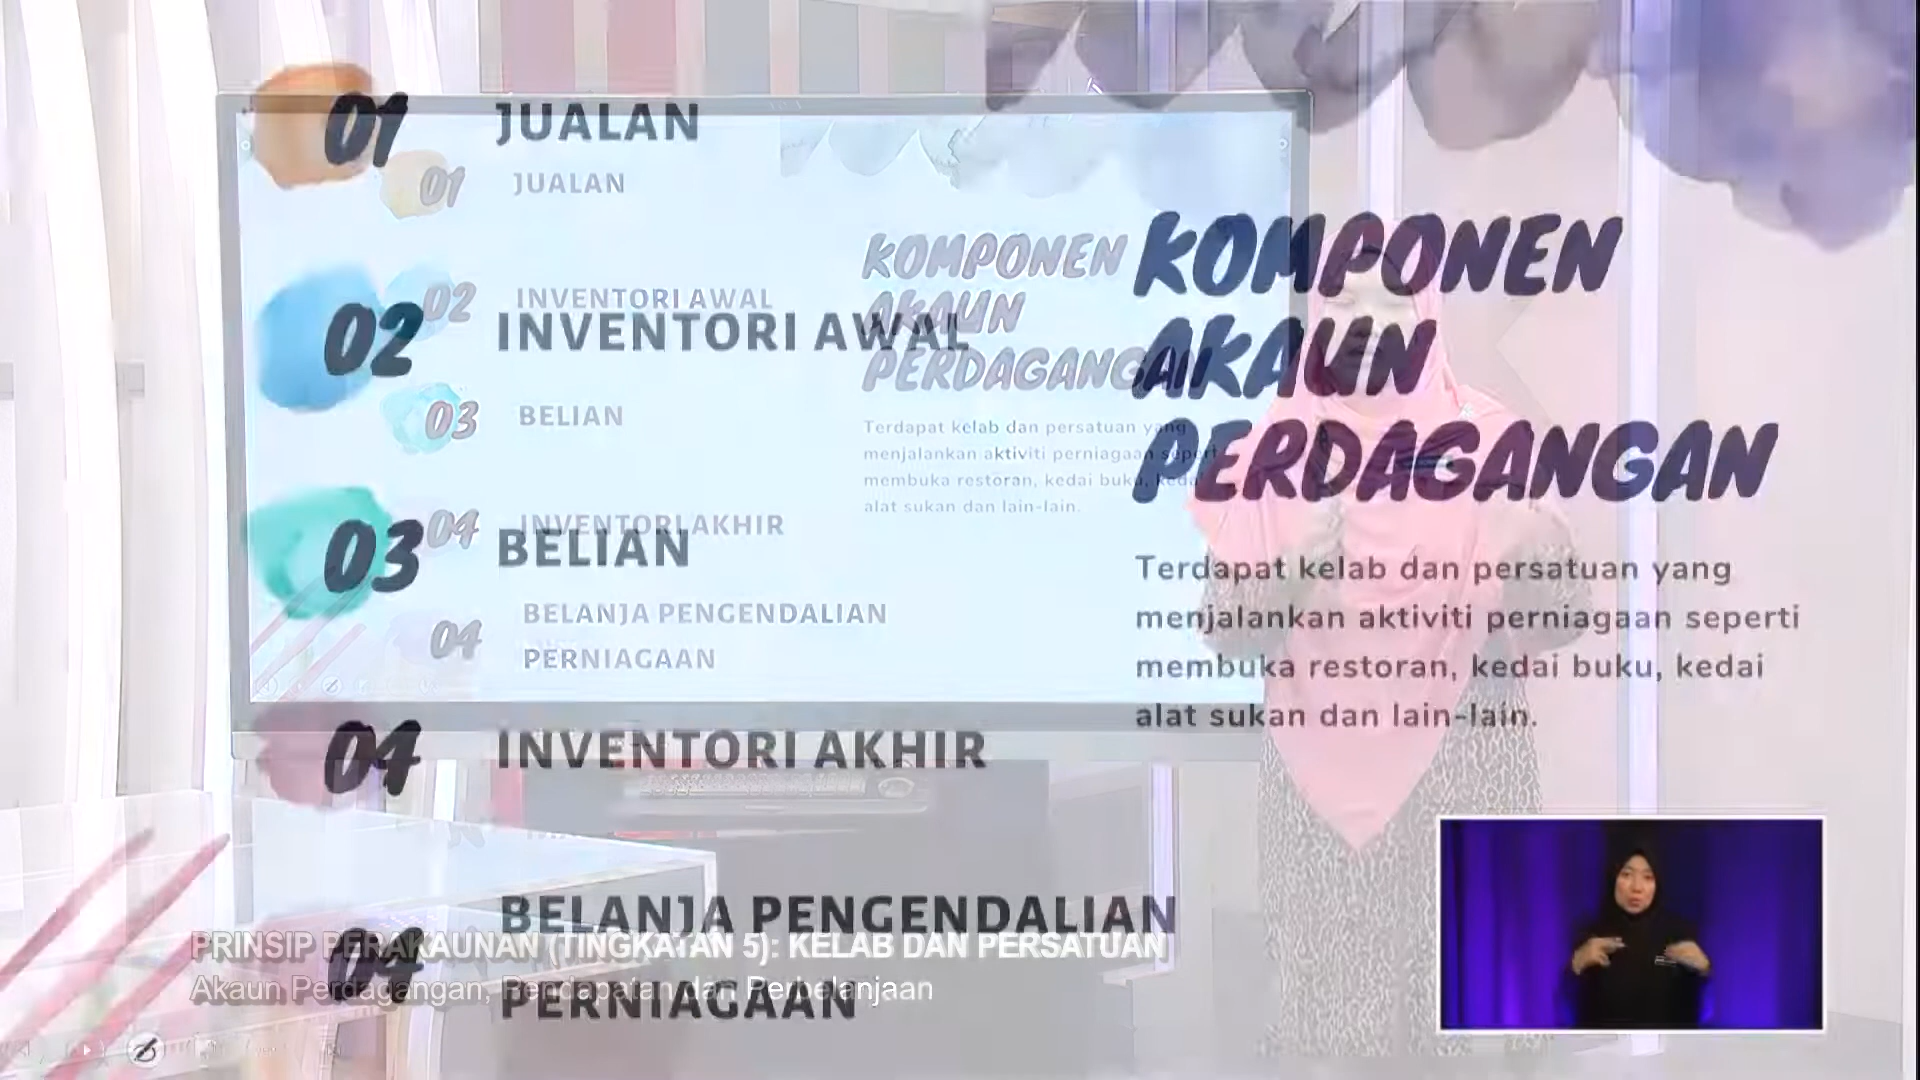 01 JUALAN
02 INVENTORI AWAL
03 BELIAN
04 INVENTORI AKHIR
04 BELANJA PENGENDALIAN
PERNIAGAAN
KOMPONEN
AKAUN
PERDAGANGAN
Terdapat kelab dan persatuan yang
menjalankan aktiviti perniagaan seperti
membuka restoran, kedai buku, kedai
alat sukan dan lain-lain.
01 JUALAN
02 INVENTORI AWAL
03 BELIAN
04 INVENTORI AKHIR
04 BELANJA PENGENDALIAN
PERNIAGAAN
KOMPONEN
AKAUN
PERDAGANGAN
Terdapat kelab dan persatuan yang
menjalankan aktiviti perniagaan seperti
membuka restoran, kedai buku, kedai
alat sukan dan lain-lain.
PRINSIP PERAKAUNAN (TINGKATAN 5): KELAB DAN PERSATUAN
Akaun Perdagangan, Pendapatan dan Perbelanjaan